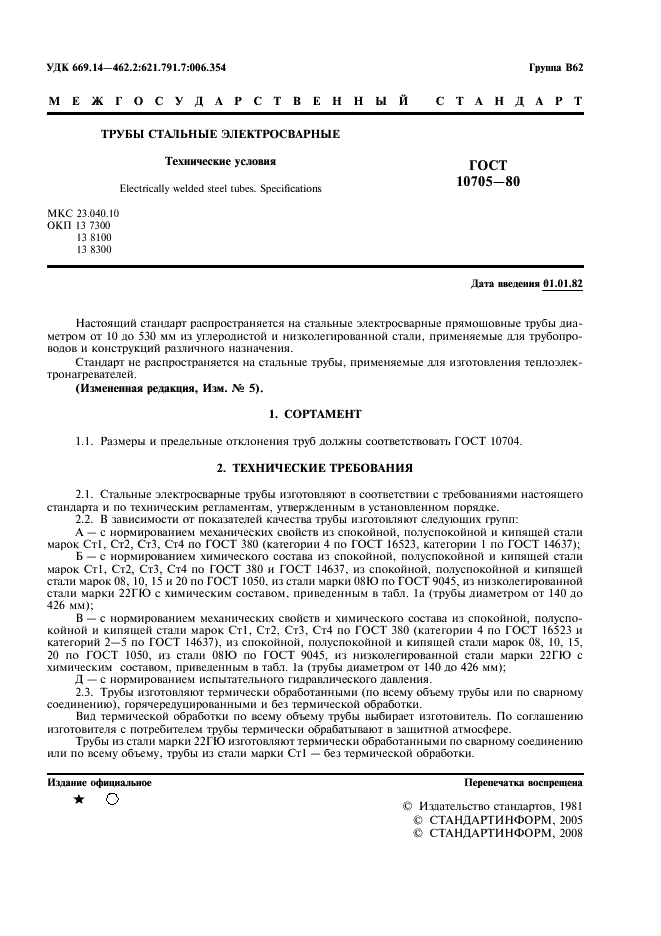 УДК 669.14—462.2:621.791.7:006.354 Группа В62
МЕЖГОСУДАРСТВЕННЫЙ СТАНДАРТ
ТРУБЫ СТАЛЬНЫЕ ЭЛЕКТРОСВАРНЫЕ
Технические условия
Electrically welded steel tubes. Specifications
ГОСТ
10705—80
МКС 23.040.10
ОКП 13 7300
13 8100
13 8300
Дата введения 01.01.82
Настоящий стандарт распространяется на стальные электросварные прямошовные трубы диа-
метром от 10 до 530 мм из углеродистой и низколегированной стали, применяемые для трубопро-
водов и конструкций различного назначения.
Стандарт не распространяется на стальные трубы, применяемые для изготовления теплоэлек-
тронагревателей.
(Измененная редакция, Изм. № 5).
1. СОРТАМЕНТ
1.1. Размеры и предельные отклонения труб должны соответствовать ГОСТ 10704.
2. ТЕХНИЧЕСКИЕ ТРЕБОВАНИЯ
2.1. Стальные электросварные трубы изготовляют в соответствии с требованиями настоящего
стандарта и по техническим регламентам, утвержденным в установленном порядке.
2.2. В зависимости от показателей качества трубы изготовляют следующих групп:
А — с нормированием механических свойств из спокойной, полуспокойной и кипящей стали
марок Ст1, Ст2, Ст3, Ст4 по ГОСТ 380 (категории 4 по ГОСТ 16523, категории 1 по ГОСТ 14637);
Б — с нормированием химического состава из спокойной, полуспокойной и кипящей стали
марок Ст1, Ст2, Ст3, Ст4 по ГОСТ 380 и ГОСТ 14637, из спокойной, полуспокойной и кипящей
стали марок 08, 10, 15 и 20 по ГОСТ 1050, из стали марки 08Ю по ГОСТ 9045, из низколегированной
стали марки 22ГЮ с химическим составом, приведенным в табл. 1а (трубы диаметром от 140 до
426 мм);
В — с нормированием механических свойств и химического состава из спокойной, полуспо-
койной и кипящей стали марок Ст1, Ст2, Ст3, Ст4 по ГОСТ 380 (категории 4 по ГОСТ 16523 и
категорий 2—5 по ГОСТ 14637), из спокойной, полуспокойной и кипящей стали марок 08, 10, 15,
20 по ГОСТ 1050, из стали 08Ю по ГОСТ 9045, из низколегированной стали марки 22ГЮ с
химическим составом, приведенным в табл. 1а (трубы диаметром от 140 до 426 мм);
Д — с нормированием испытательного гидравлического давления.
2.3. Трубы изготовляют термически обработанными (по всему объему трубы или по сварному
соединению), горячередуцированными и без термической обработки.
Вид термической обработки по всему объему трубы выбирает изготовитель. По соглашению
изготовителя с потребителем трубы термически обрабатывают в защитной атмосфере.
Трубы из стали марки 22ГЮ изготовляют термически обработанными по сварному соединению
или по всему объему, трубы из стали марки Ст1 — без термической обработки.
Издание официальное Перепечатка воспрещена
© Издательство стандартов, 1981
© СТАНДАРТИНФОРМ, 2005
© СТАНДАРТИНФОРМ, 2008